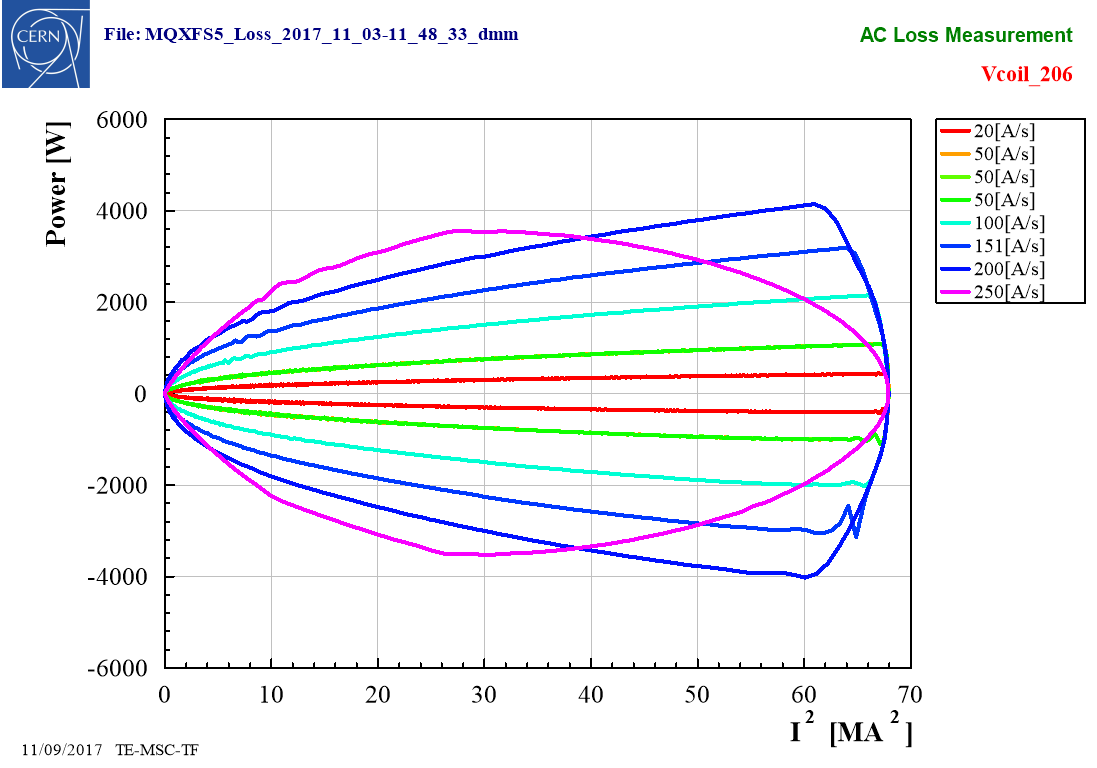 CERN
File: MQXFS5_Loss_2017_11_03-11_48_33_dmm
AC Loss Measurement
Vcoil_206
Power [W]
6000
4000
2000
0
-2000
-4000
-6000
0 10 20 30 40 50 60 70
I² [MA²]
20[A/s]
50[A/s]
50[A/s]
50[A/s]
100[A/s]
151[A/s]
200[A/s]
250[A/s]
11/09/2017 TE-MSC-TF